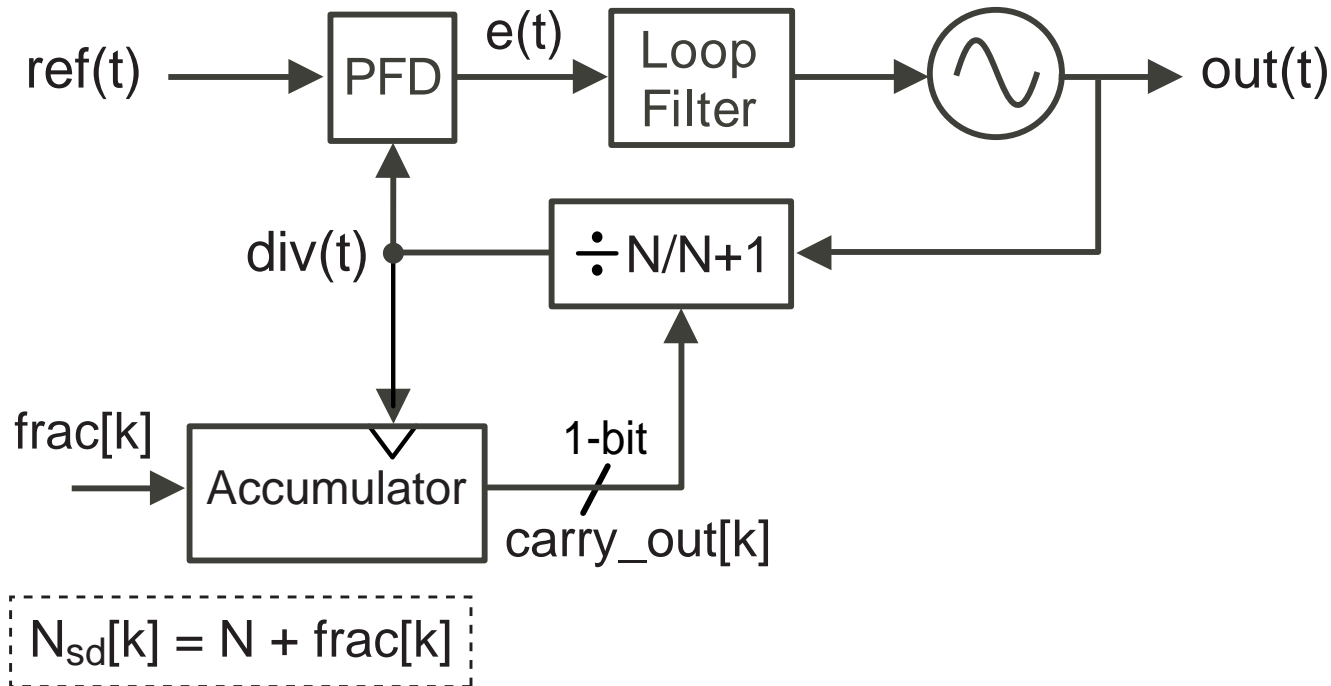 ref(t)
PFD
e(t)
Loop
Filter
out(t)
div(t)
÷ N/N+1
frac[k]
Accumulator
1-bit
carry_out[k]
N_sd[k] = N + frac[k]